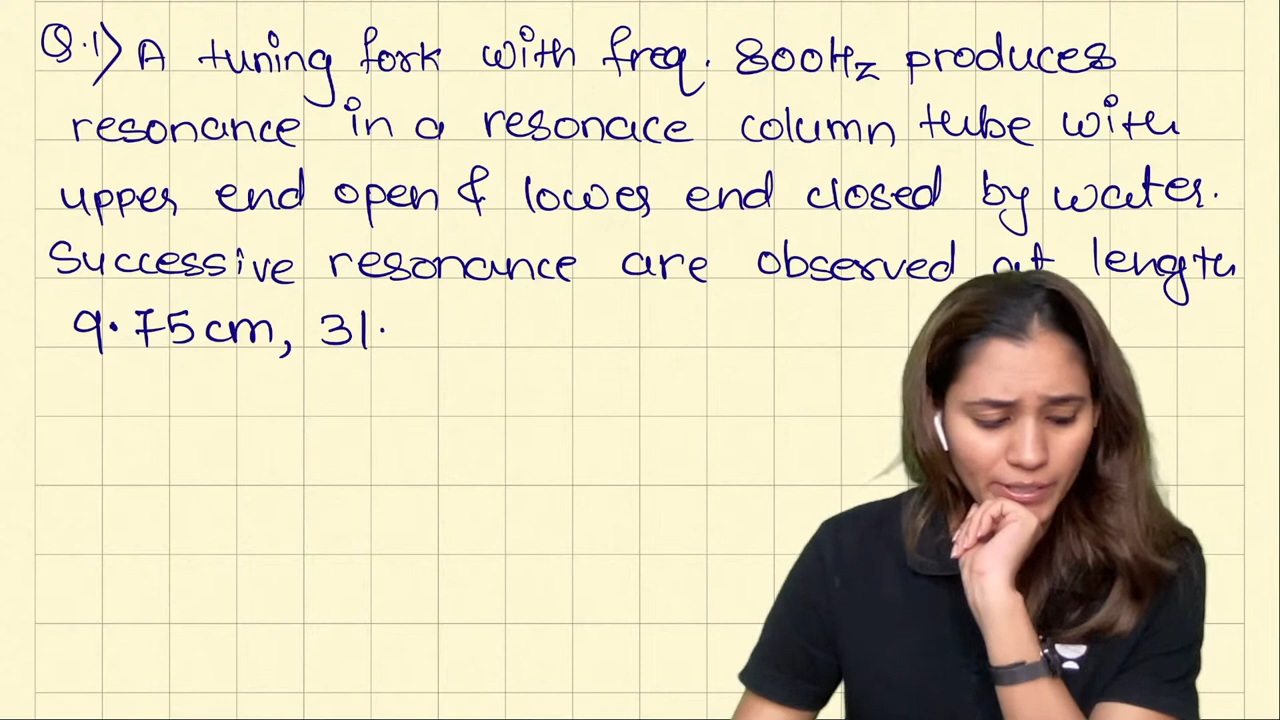 Q.1) A tuning fork with freq. 800Hz produces
resonance in a resonace column tube with
upper end open & lower end closed by water.
Successive resonance are observed at length
9.75cm, 31.